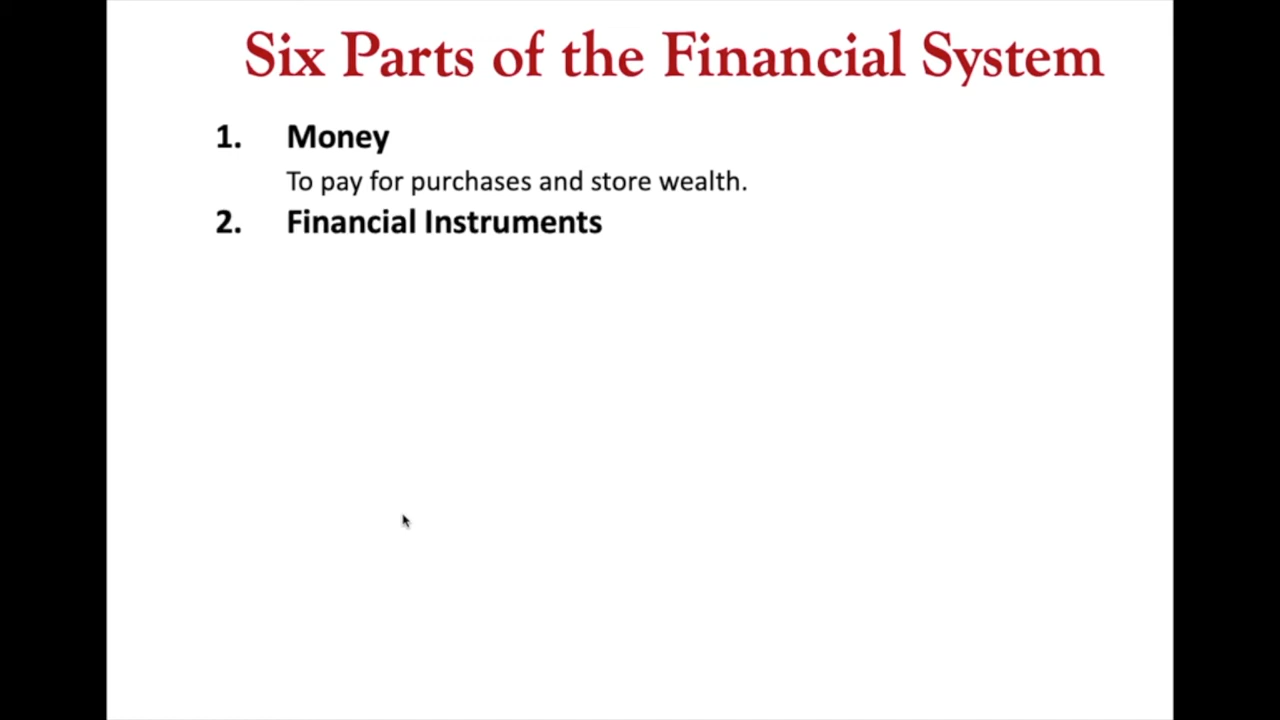 Six Parts of the Financial System
1. Money
To pay for purchases and store wealth.
2. Financial Instruments